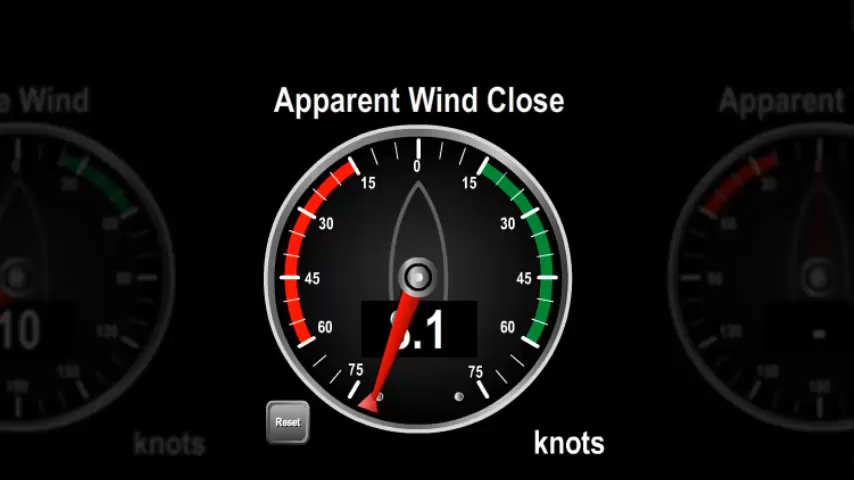 e Wind
Apparent Wind Close
Apparent
0
15
15
30
30
45
45
60
60
75
75
.1
10
Reset
knots
knots